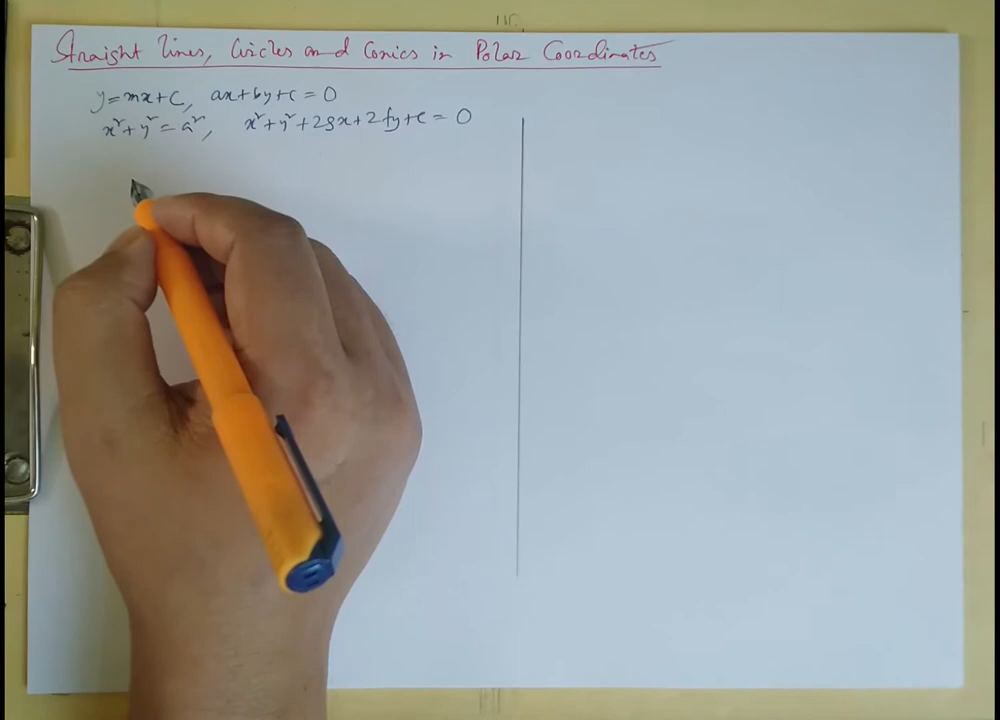 Straight lines, Circles and Conics in Polar Coordinates
y=mx+c, ax+by+c=0
x²+y²=a², x²+y²+2gx+2fy+c=0